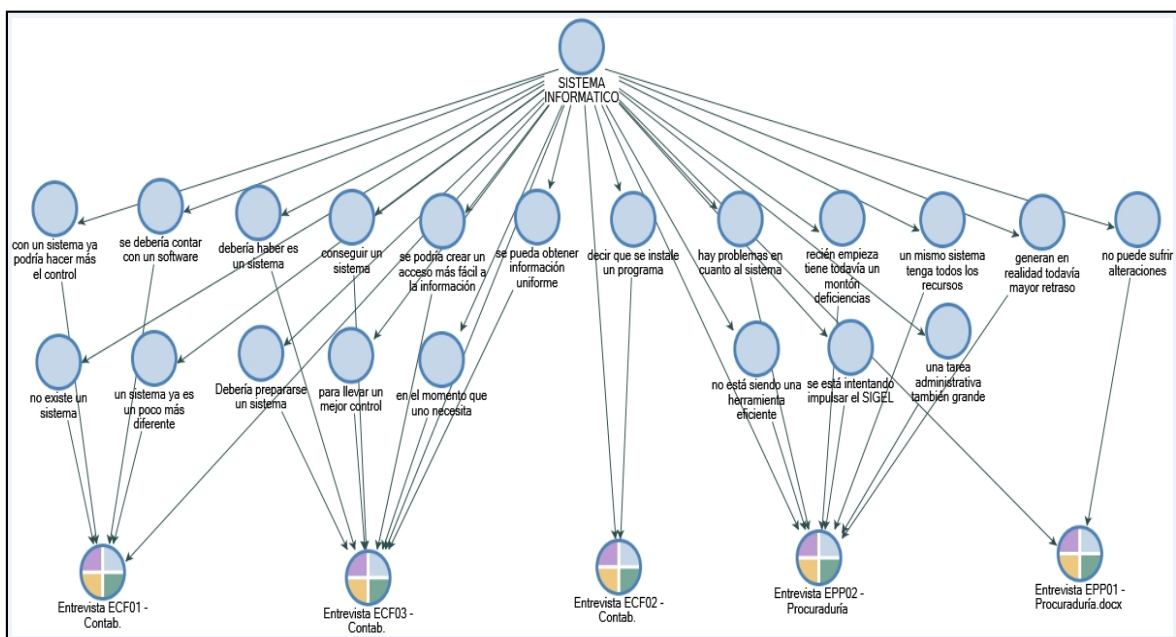 SISTEMA
INFORMATICO
con un sistema ya
podría hacer más
el control
se debería contar
con un software
debería haber es
un sistema
conseguir un
sistema
se podría crear un
acceso más fácil a
la información
se pueda obtener
información
uniforme
decir que se instale
un programa
hay problemas en
cuanto al sistema
recién empieza
tiene todavía un
montón
deficiencias
un mismo sistema
tenga todos los
recursos
generan en
realidad todavía
mayor retraso
no puede sufrir
alteraciones
no existe un
sistema
un sistema ya es
un poco más
diferente
Debería prepararse
un sistema
para llevar un
mejor control
en el momento que
uno necesita
no está siendo una
herramienta
eficiente
se está intentando
impulsar el SIGEL
una tarea
administrativa
también grande
Entrevista ECF01 -
Contab.
Entrevista ECF03 -
Contab.
Entrevista ECF02 -
Contab.
Entrevista EPP02 -
Procuraduría
Entrevista EPP01 -
Procuraduría.docx